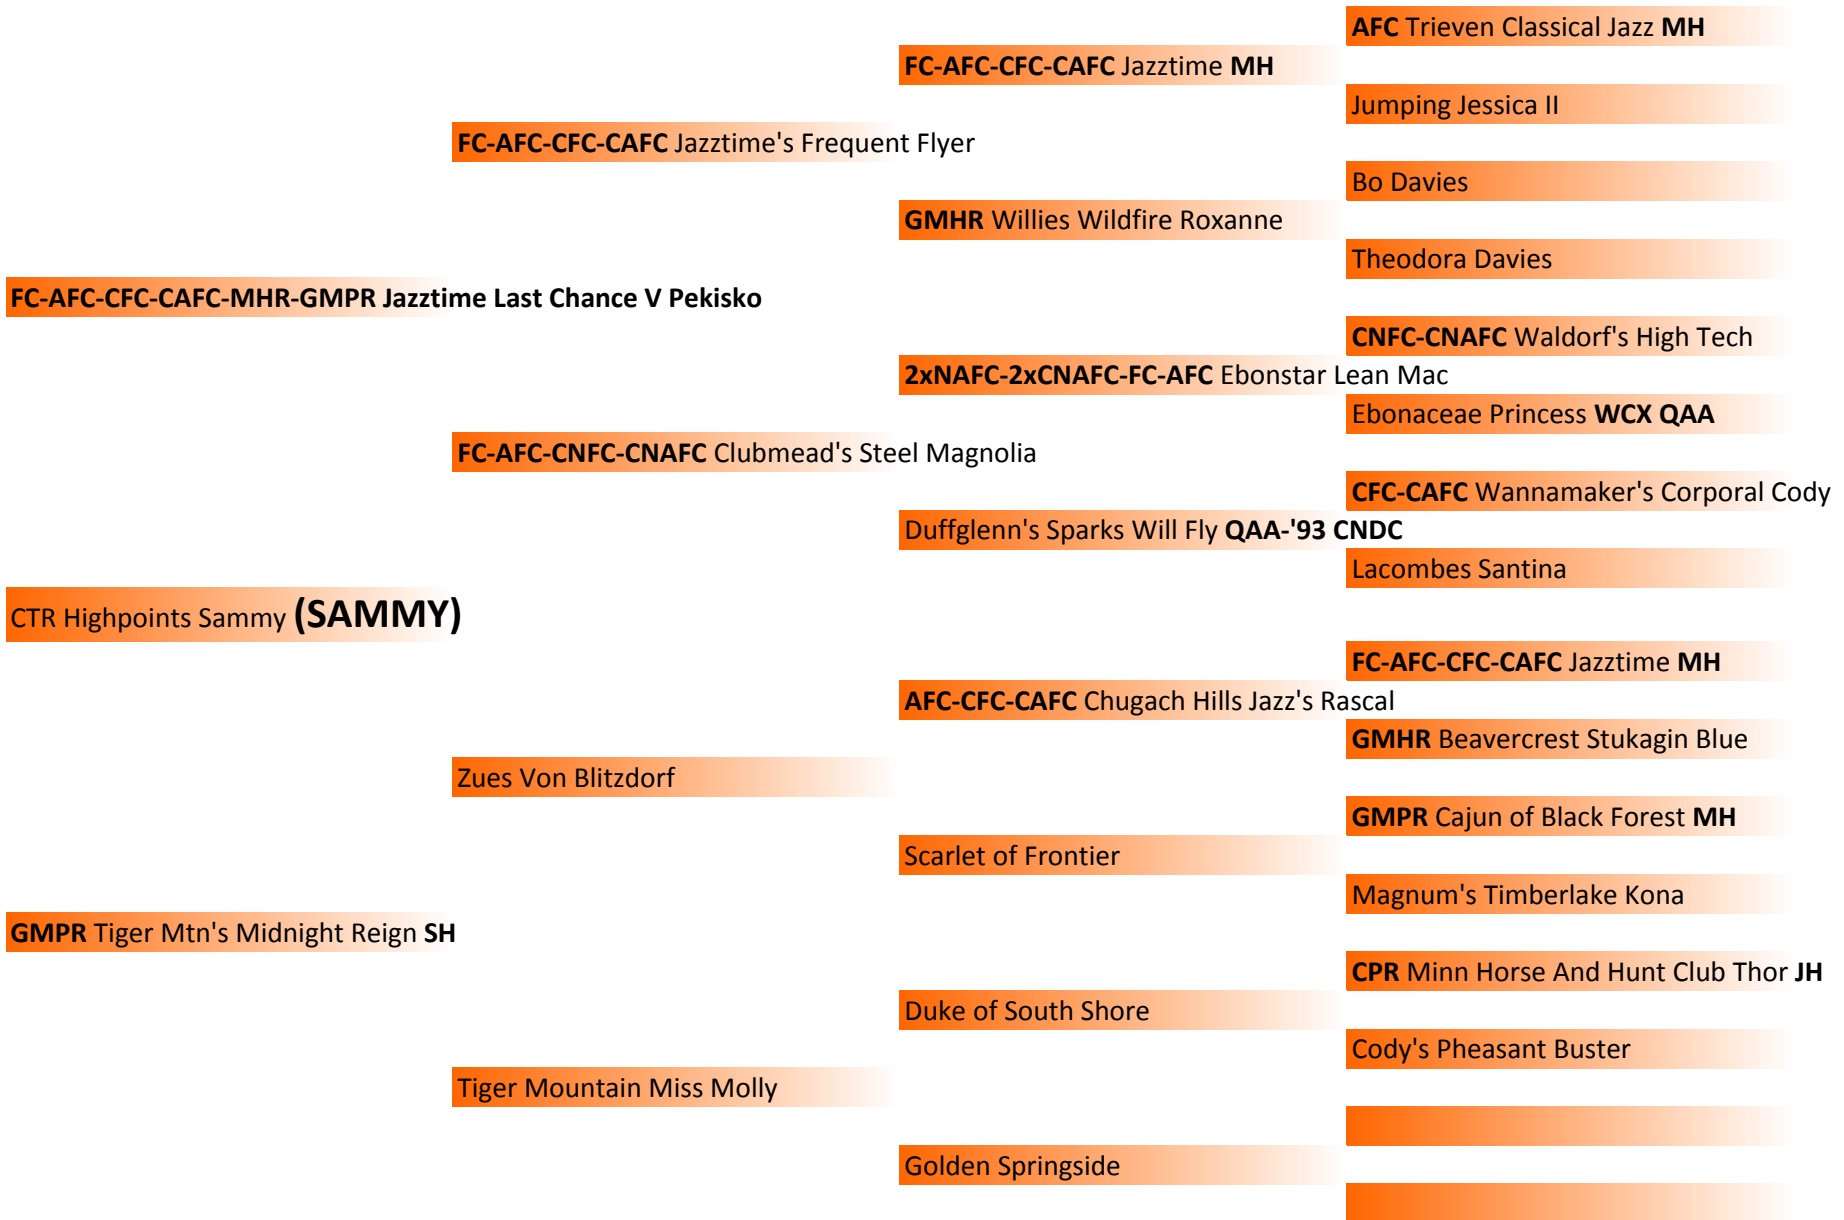 AFC Trieven Classical Jazz MH
FC-AFC-CFC-CAFC Jazztime MH
Jumping Jessica II
FC-AFC-CFC-CAFC Jazztime's Frequent Flyer
Bo Davies
GMHR Willies Wildfire Roxanne
Theodora Davies
FC-AFC-CFC-CAFC-MHR-GMPR Jazztime Last Chance V Pekisko
CNFC-CNAFC Waldorf's High Tech
2xNAFC-2xCNAFC-FC-AFC Ebonstar Lean Mac
Ebonaceae Princess WCX QAA
FC-AFC-CNFC-CNAFC Clubmead's Steel Magnolia
CFC-CAFC Wannamaker's Corporal Cody
Duffglenn's Sparks Will Fly QAA-'93 CNDC
Lacombes Santina
CTR Highpoints Sammy (SAMMY)
FC-AFC-CFC-CAFC Jazztime MH
AFC-CFC-CAFC Chugach Hills Jazz's Rascal
GMHR Beavercrest Stukagin Blue
Zues Von Blitzdorf
GMPR Cajun of Black Forest MH
Scarlet of Frontier
Magnum's Timberlake Kona
GMPR Tiger Mtn's Midnight Reign SH
CPR Minn Horse And Hunt Club Thor JH
Duke of South Shore
Cody's Pheasant Buster
Tiger Mountain Miss Molly
Golden Springside